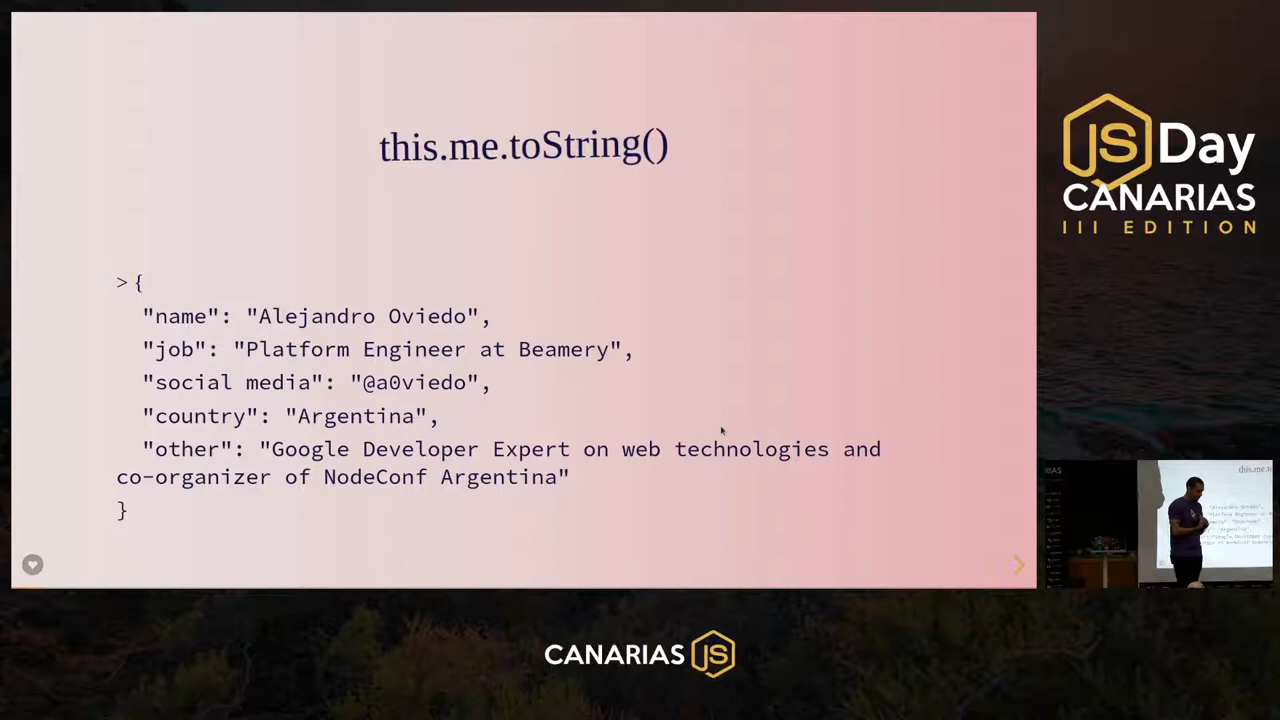 this.me.toString()
> {
"name": "Alejandro Oviedo",
"job": "Platform Engineer at Beamery",
"social media": "@a0viedo",
"country": "Argentina",
"other": "Google Developer Expert on web technologies and
co-organizer of NodeConf Argentina"
}
JS Day
CANARIAS
III EDITION
CANARIAS JS